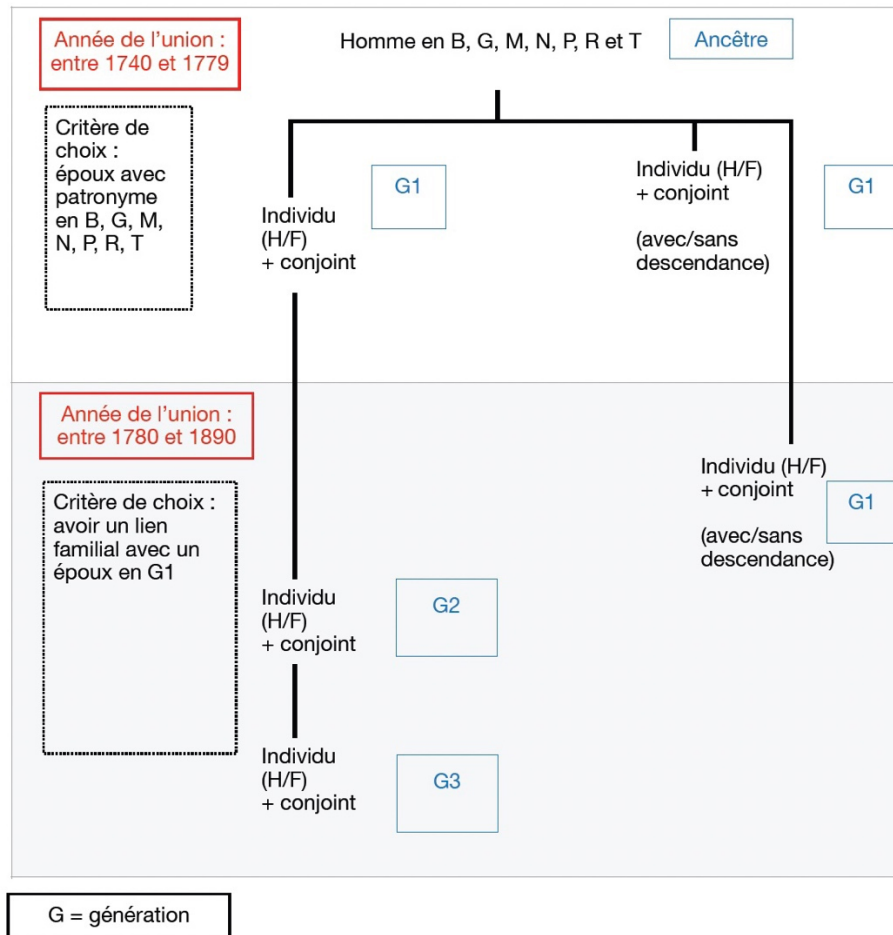 Année de l’union :
entre 1740 et 1779
Homme en B, G, M, N, P, R et T
Ancêtre
Critère de
choix :
époux avec
patronyme
en B, G, M,
N, P, R, T
Individu
(H/F)
+ conjoint
G1
Individu (H/F)
+ conjoint
(avec/sans
descendance)
G1
Année de l’union :
entre 1780 et 1890
Critère de choix :
avoir un lien
familial avec un
époux en G1
Individu (H/F)
+ conjoint
(avec/sans
descendance)
G1
Individu
(H/F)
+ conjoint
G2
Individu
(H/F)
+ conjoint
G3
G = génération